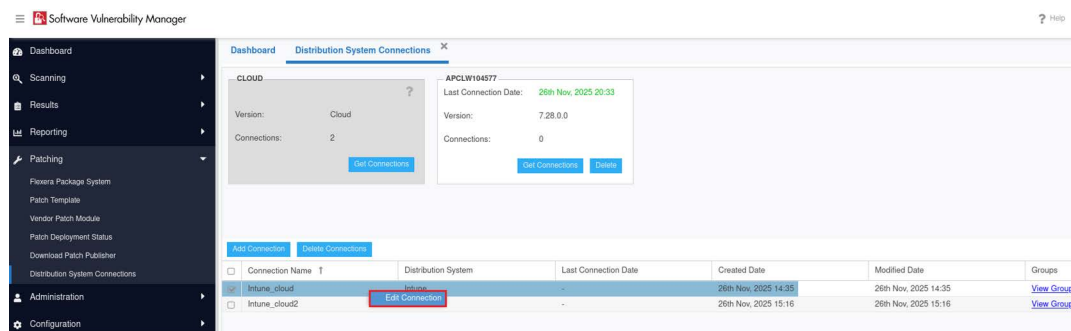 Software Vulnerability Manager
? Help
Dashboard
Scanning
Results
Reporting
Patching
Flexera Package System
Patch Template
Vendor Patch Module
Patch Deployment Status
Download Patch Publisher
Distribution System Connections
Administration
Configuration
Dashboard Distribution System Connections ×
CLOUD
?
Version: Cloud
Connections: 2
Get Connections
APCLW104577
Last Connection Date: 26th Nov, 2025 20:33
Version: 7.28.0.0
Connections: 0
Get Connections Delete
Add Connection Delete Connections
Connection Name ↑ Distribution System Last Connection Date Created Date Modified Date Groups
Intune_cloud Intune - 26th Nov, 2025 14:35 26th Nov, 2025 14:35 View Group
Edit Connection
Intune_cloud2 - 26th Nov, 2025 15:16 26th Nov, 2025 15:16 View Group